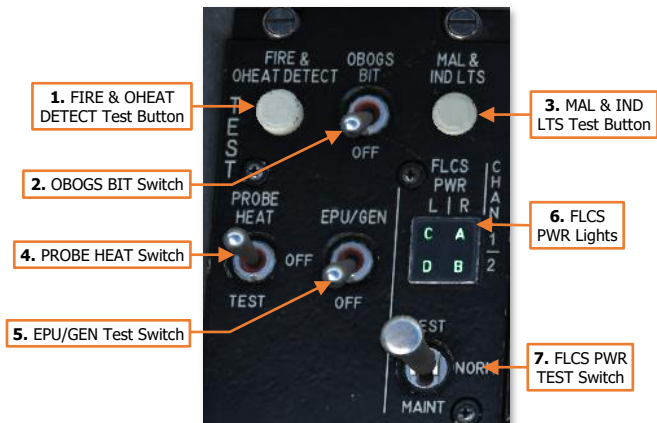 FIRE &
OHEAT DETECT
OBOGS
BIT
MAL &
IND LTS
1. FIRE & OHEAT
DETECT Test Button
3. MAL & IND
LTS Test Button
TEST
OFF
2. OBOGS BIT Switch
FLCS
PWR
L | R
CHAN
1
2
PROBE
HEAT
EPU/GEN
C A
D B
6. FLCS
PWR Lights
4. PROBE HEAT Switch
OFF
TEST
OFF
5. EPU/GEN Test Switch
EST
NOR
7. FLCS PWR
TEST Switch
MAINT